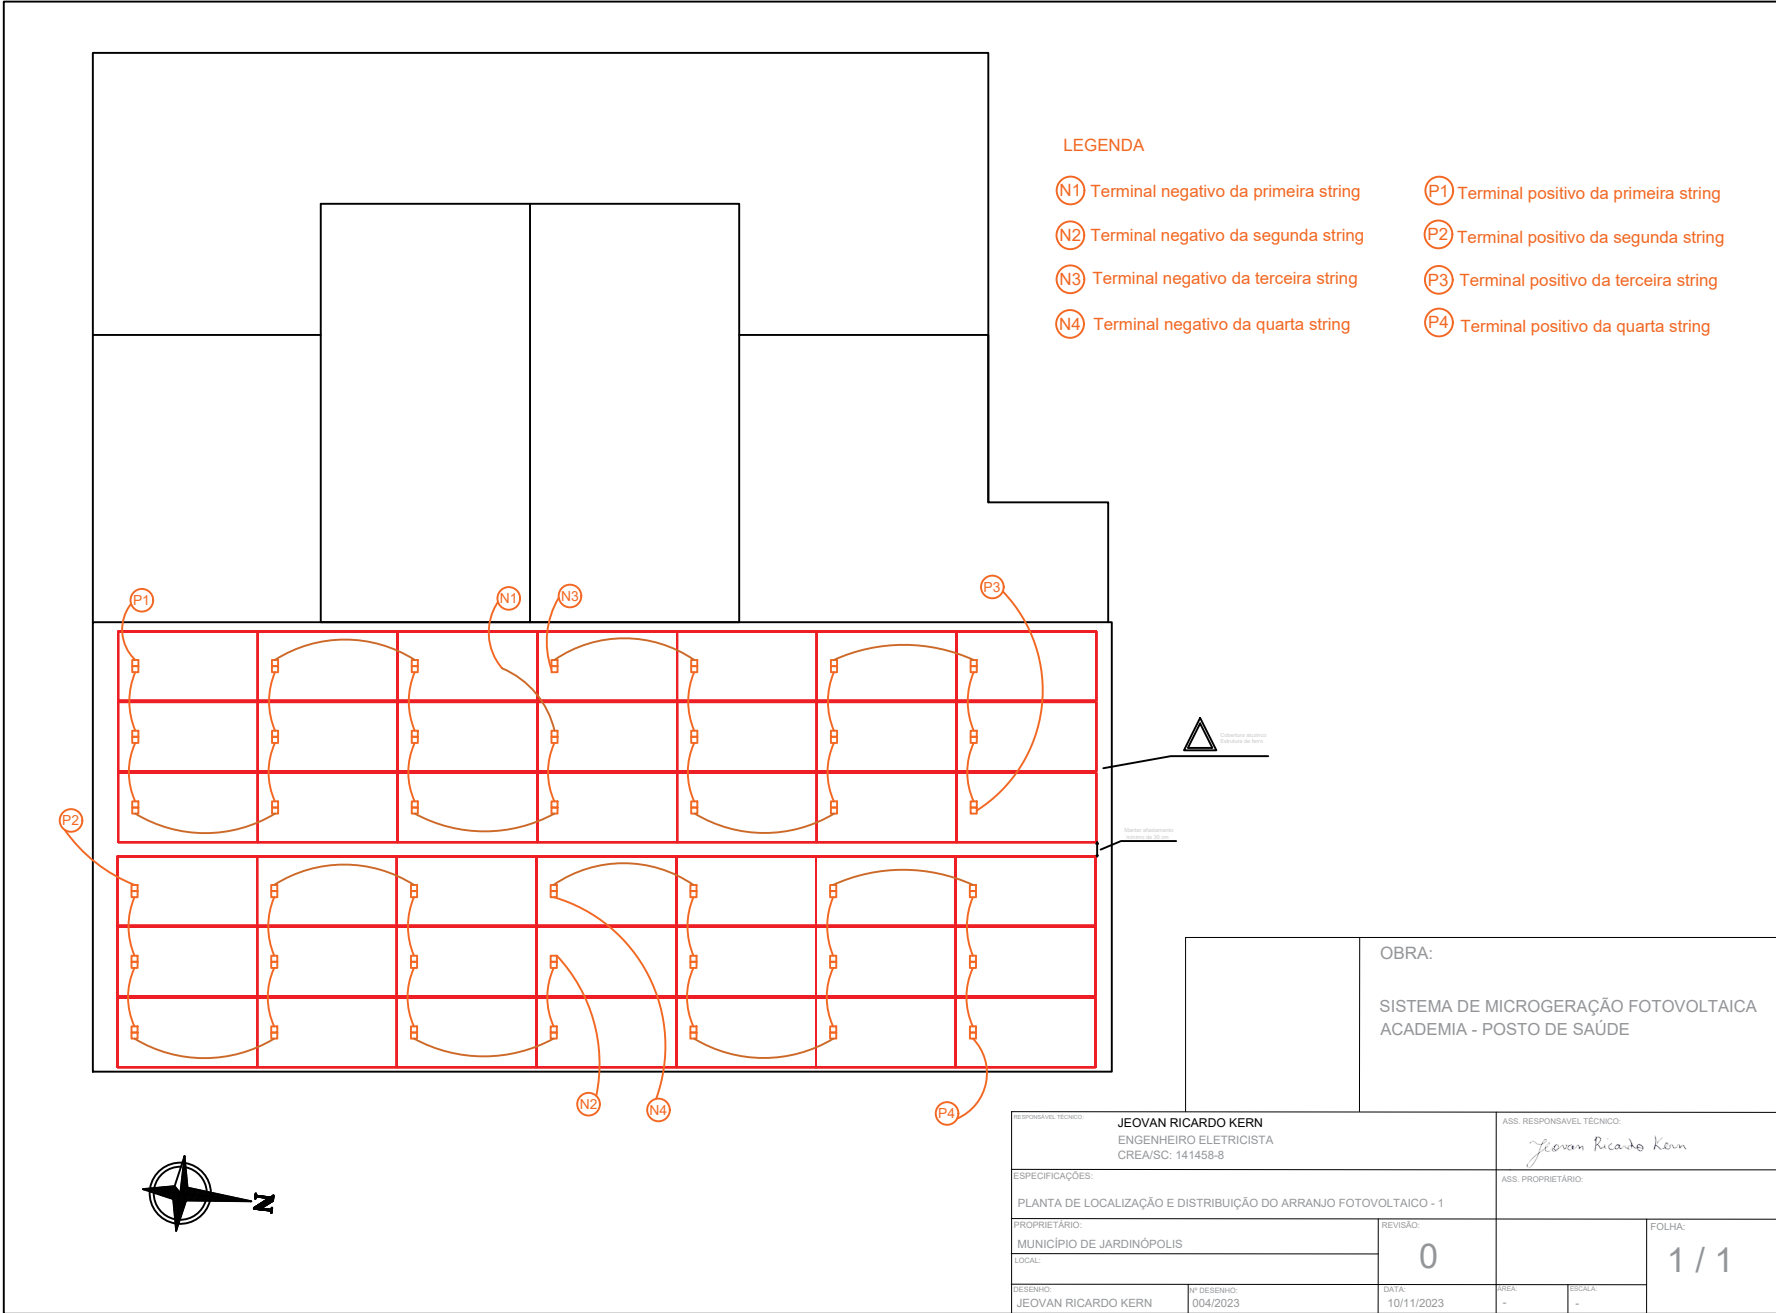 LEGENDA
N1 Terminal negativo da primeira string
P1 Terminal positivo da primeira string
N2 Terminal negativo da segunda string
P2 Terminal positivo da segunda string
N3 Terminal negativo da terceira string
P3 Terminal positivo da terceira string
N4 Terminal negativo da quarta string
P4 Terminal positivo da quarta string
P1
N1
N3
P3
P2
N2
N4
P4
N
OBRA:
SISTEMA DE MICROGERAÇÃO FOTOVOLTAICA
ACADEMIA - POSTO DE SAÚDE
RESPONSÁVEL TÉCNICO:
JEOVAN RICARDO KERN
ENGENHEIRO ELETRICISTA
CREA/SC: 141458-8
ASS. RESPONSAVEL TÉCNICO:
Jeovan Ricardo Kern
ESPECIFICAÇÕES:
PLANTA DE LOCALIZAÇÃO E DISTRIBUIÇÃO DO ARRANJO FOTOVOLTAICO - 1
ASS. PROPRIETÁRIO:
PROPRIETÁRIO:
MUNICÍPIO DE JARDINÓPOLIS
LOCAL:
REVISÃO:
0
FOLHA:
1 / 1
DESENHO:
JEOVAN RICARDO KERN
Nº DESENHO:
004/2023
DATA:
10/11/2023
ÁREA:
-
ESCALA:
-